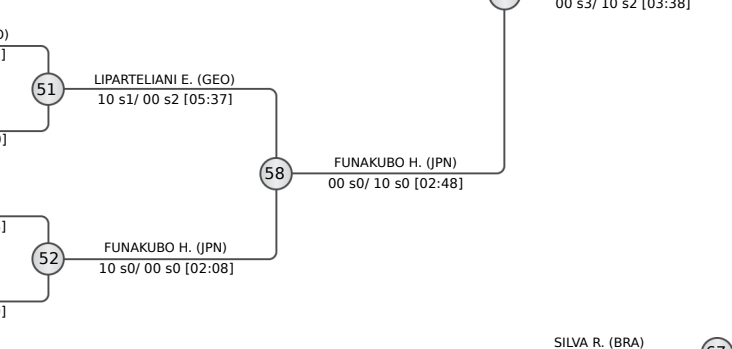 00 s3/ 10 s2 [03:38]
51
LIPARTELIANI E. (GEO)
10 s1/ 00 s2 [05:37]
58
FUNAKUBO H. (JPN)
00 s0/ 10 s0 [02:48]
52
FUNAKUBO H. (JPN)
10 s0/ 00 s0 [02:08]
SILVA R. (BRA)